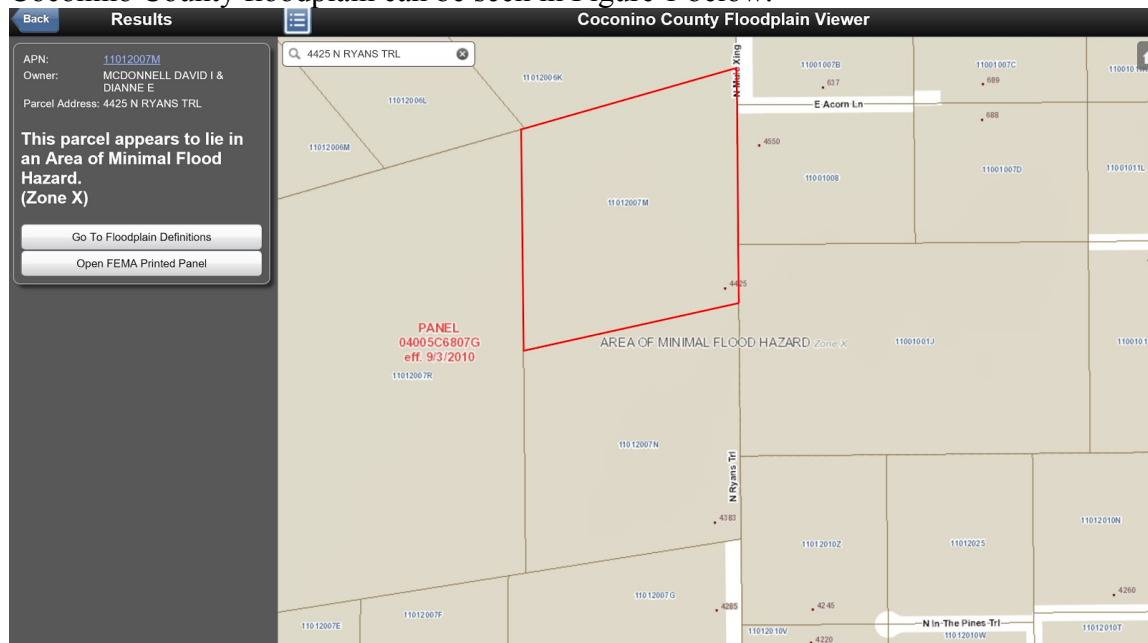 Coconino County floodplain can be seen in Figure 1 below.
Back
Results
Coconino County Floodplain Viewer
APN: 11012007M
Owner: MCDONNELL DAVID I &
DIANNE E
Parcel Address: 4425 N RYANS TRL
This parcel appears to lie in
an Area of Minimal Flood
Hazard.
(Zone X)
Go To Floodplain Definitions
Open FEMA Printed Panel
4425 N RYANS TRL
11012006K
N Mule Xing
11001007B
637
11001007C
689
E Acorn Ln
11012006L
688
11012006M
4550
11001008
11001007D
11001011L
11012007M
4425
PANEL
04005C6807G
eff. 9/3/2010
AREA OF MINIMAL FLOOD HAZARD Zone X
11001001J
11012007R
11012007N
N Ryans Trl
4383
11012010Z
11012025
11012010N
11012007G
4285
4245
4260
11012007F
11012007E
11012010V
4220
N In-The Pines Trl
11012010W
11012010T